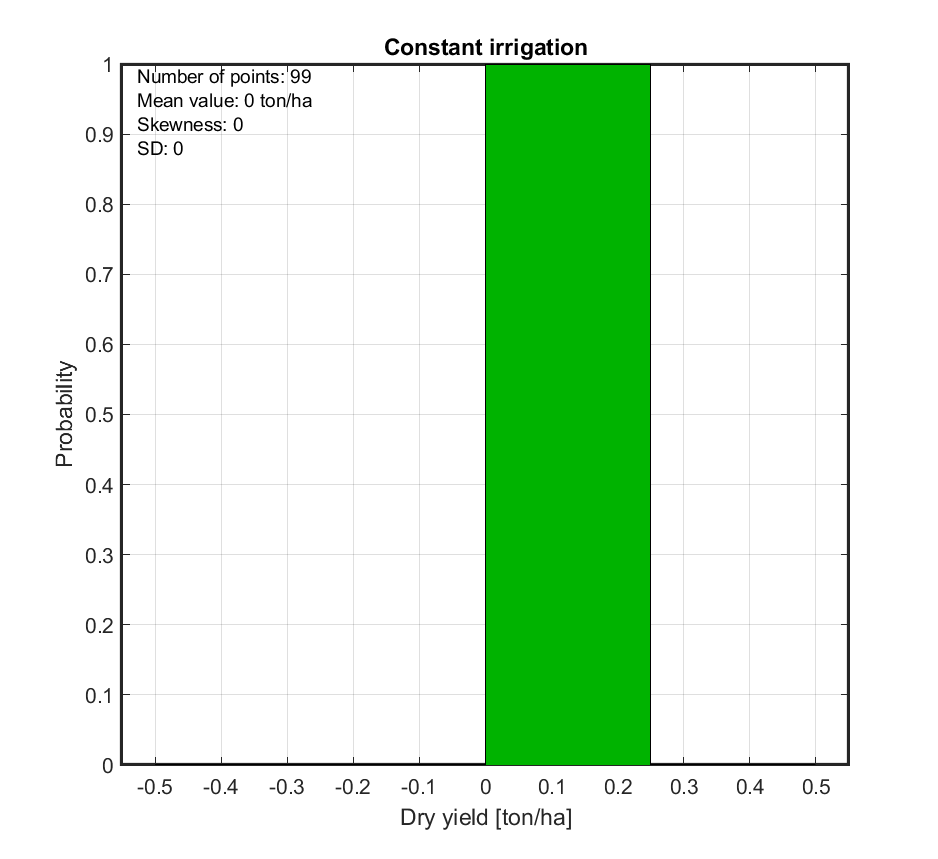 Constant irrigation
Number of points: 99
Mean value: 0 ton/ha
Skewness: 0
SD: 0
1
0.9
0.8
0.7
0.6
0.5
0.4
0.3
0.2
0.1
0
Probability
-0.5 -0.4 -0.3 -0.2 -0.1 0 0.1 0.2 0.3 0.4 0.5
Dry yield [ton/ha]